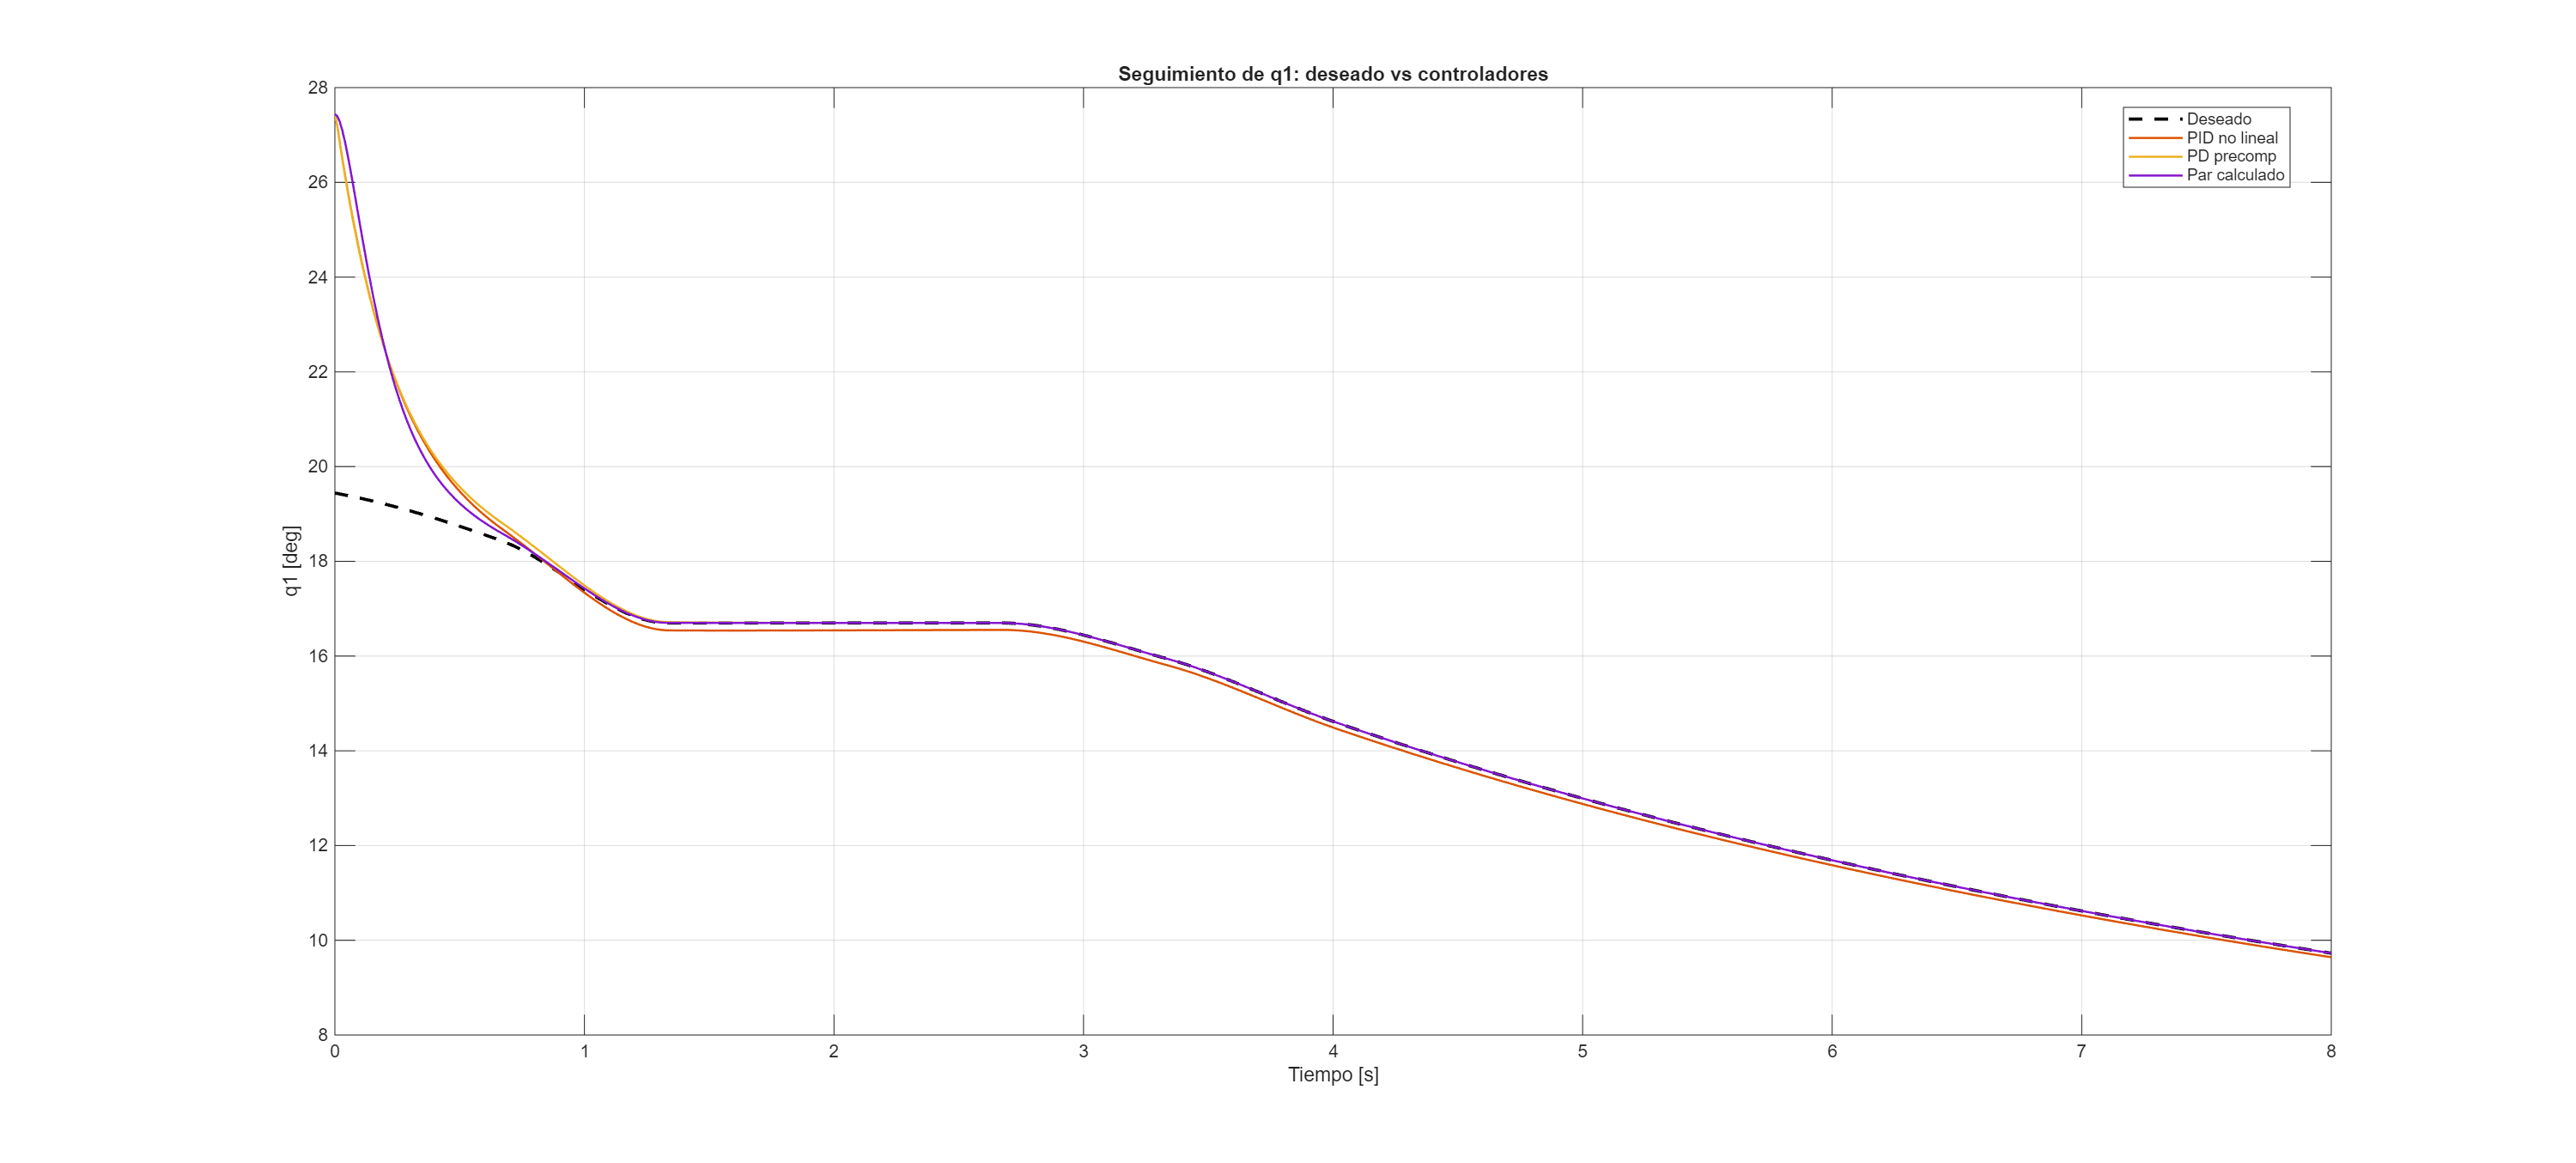 Seguimiento de q1: deseado vs controladores
28
26
24
22
20
18
16
14
12
10
8
q1 [deg]
0 1 2 3 4 5 6 7 8
Tiempo [s]
Deseado
PID no lineal
PD precomp
Par calculado